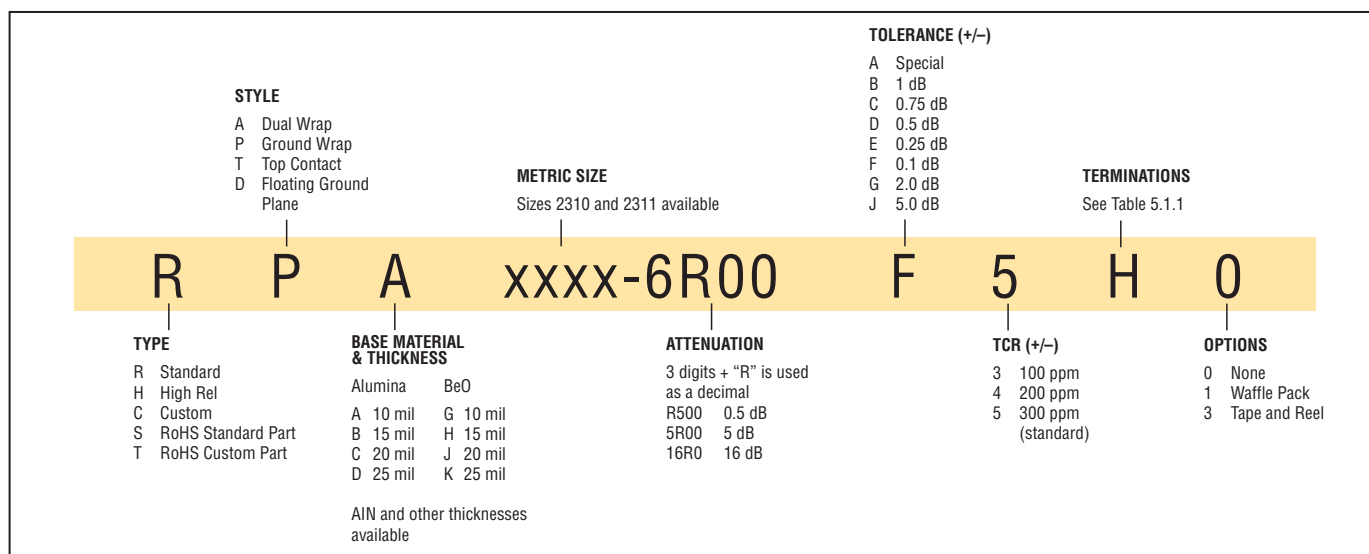 TOLERANCE (+/–)
A Special
B 1 dB
C 0.75 dB
D 0.5 dB
E 0.25 dB
F 0.1 dB
G 2.0 dB
J 5.0 dB
STYLE
A Dual Wrap
P Ground Wrap
T Top Contact
D Floating Ground
Plane
METRIC SIZE
Sizes 2310 and 2311 available
TERMINATIONS
See Table 5.1.1
R P A xxxx-6R00 F 5 H 0
TYPE
R Standard
H High Rel
C Custom
S RoHS Standard Part
T RoHS Custom Part
BASE MATERIAL
& THICKNESS
Alumina BeO
A 10 mil G 10 mil
B 15 mil H 15 mil
C 20 mil J 20 mil
D 25 mil K 25 mil
AIN and other thicknesses
available
ATTENUATION
3 digits + “R” is used
as a decimal
R500 0.5 dB
5R00 5 dB
16R0 16 dB
TCR (+/–)
3 100 ppm
4 200 ppm
5 300 ppm
(standard)
OPTIONS
0 None
1 Waffle Pack
3 Tape and Reel